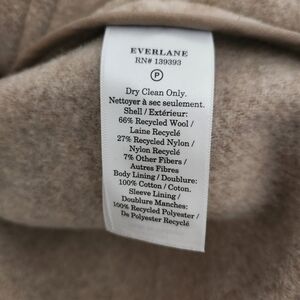 EVERLANE
RN# 139393
P
Dry Clean Only.
Nettoyer à sec seulement.
Shell / Extérieur:
66% Recycled Wool /
Laine Recyclé
27% Recycled Nylon /
Nylon Recyclé
7% Other Fibers /
Autres Fibres
Body Lining / Doublure:
100% Cotton / Coton.
Sleeve Lining /
Doublure Manches:
100% Recycled Polyester /
De Polyester Recyclé